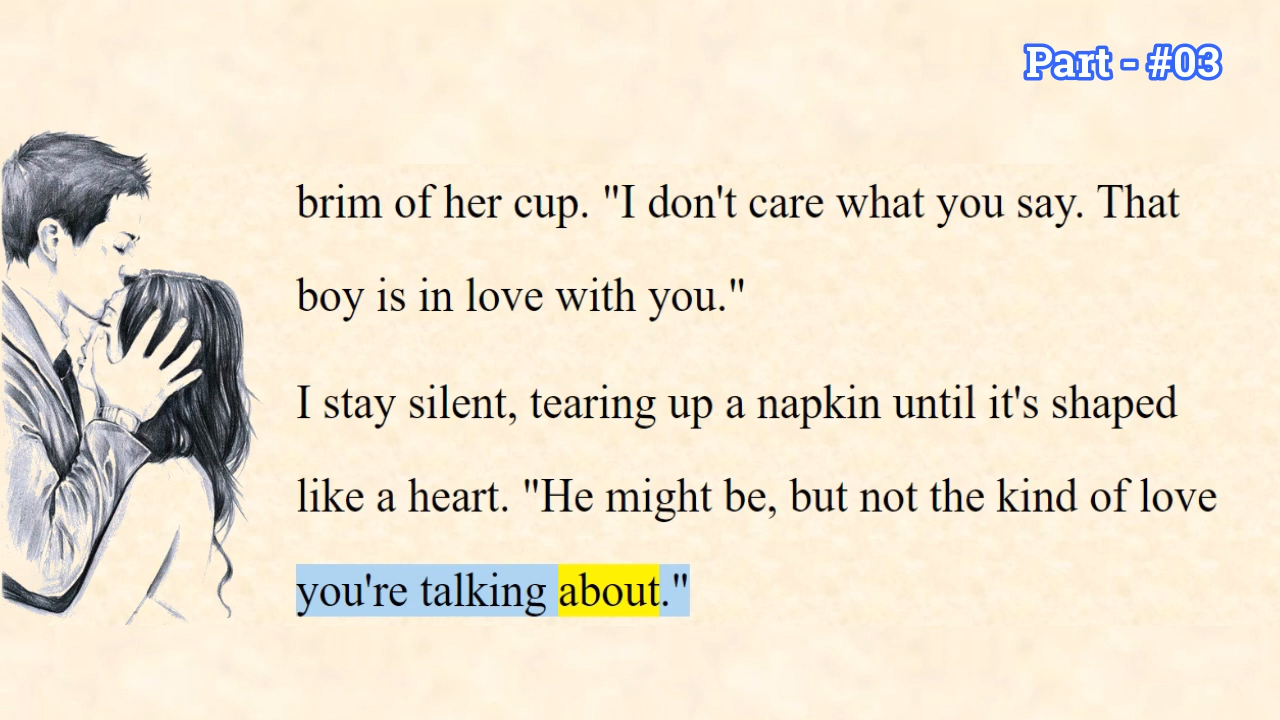 Part - #03
brim of her cup. "I don't care what you say. That
boy is in love with you."
I stay silent, tearing up a napkin until it's shaped
like a heart. "He might be, but not the kind of love
you're talking about."